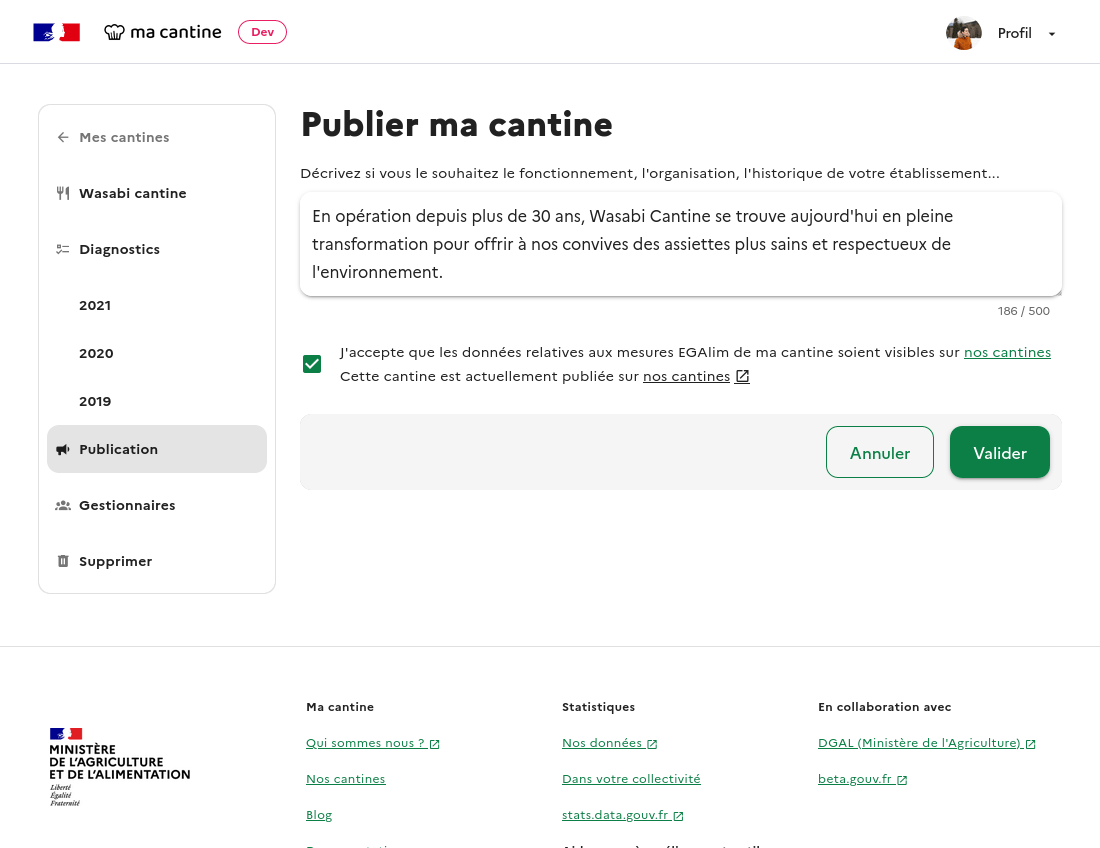 ma cantine
Dev
Profil
Mes cantines
Wasabi cantine
Diagnostics
2021
2020
2019
Publication
Gestionnaires
Supprimer
Publier ma cantine
Décrivez si vous le souhaitez le fonctionnement, l'organisation, l'historique de votre établissement...
En opération depuis plus de 30 ans, Wasabi Cantine se trouve aujourd'hui en pleine
transformation pour offrir à nos convives des assiettes plus sains et respectueux de
l'environnement.
186 / 500
J'accepte que les données relatives aux mesures EGAlim de ma cantine soient visibles sur nos cantines
Cette cantine est actuellement publiée sur nos cantines
Annuler
Valider
MINISTÈRE
DE L'AGRICULTURE
ET DE L'ALIMENTATION
Liberté
Égalité
Fraternité
Ma cantine
Qui sommes nous ?
Nos cantines
Blog
Statistiques
Nos données
Dans votre collectivité
stats.data.gouv.fr
En collaboration avec
DGAL (Ministère de l'Agriculture)
beta.gouv.fr